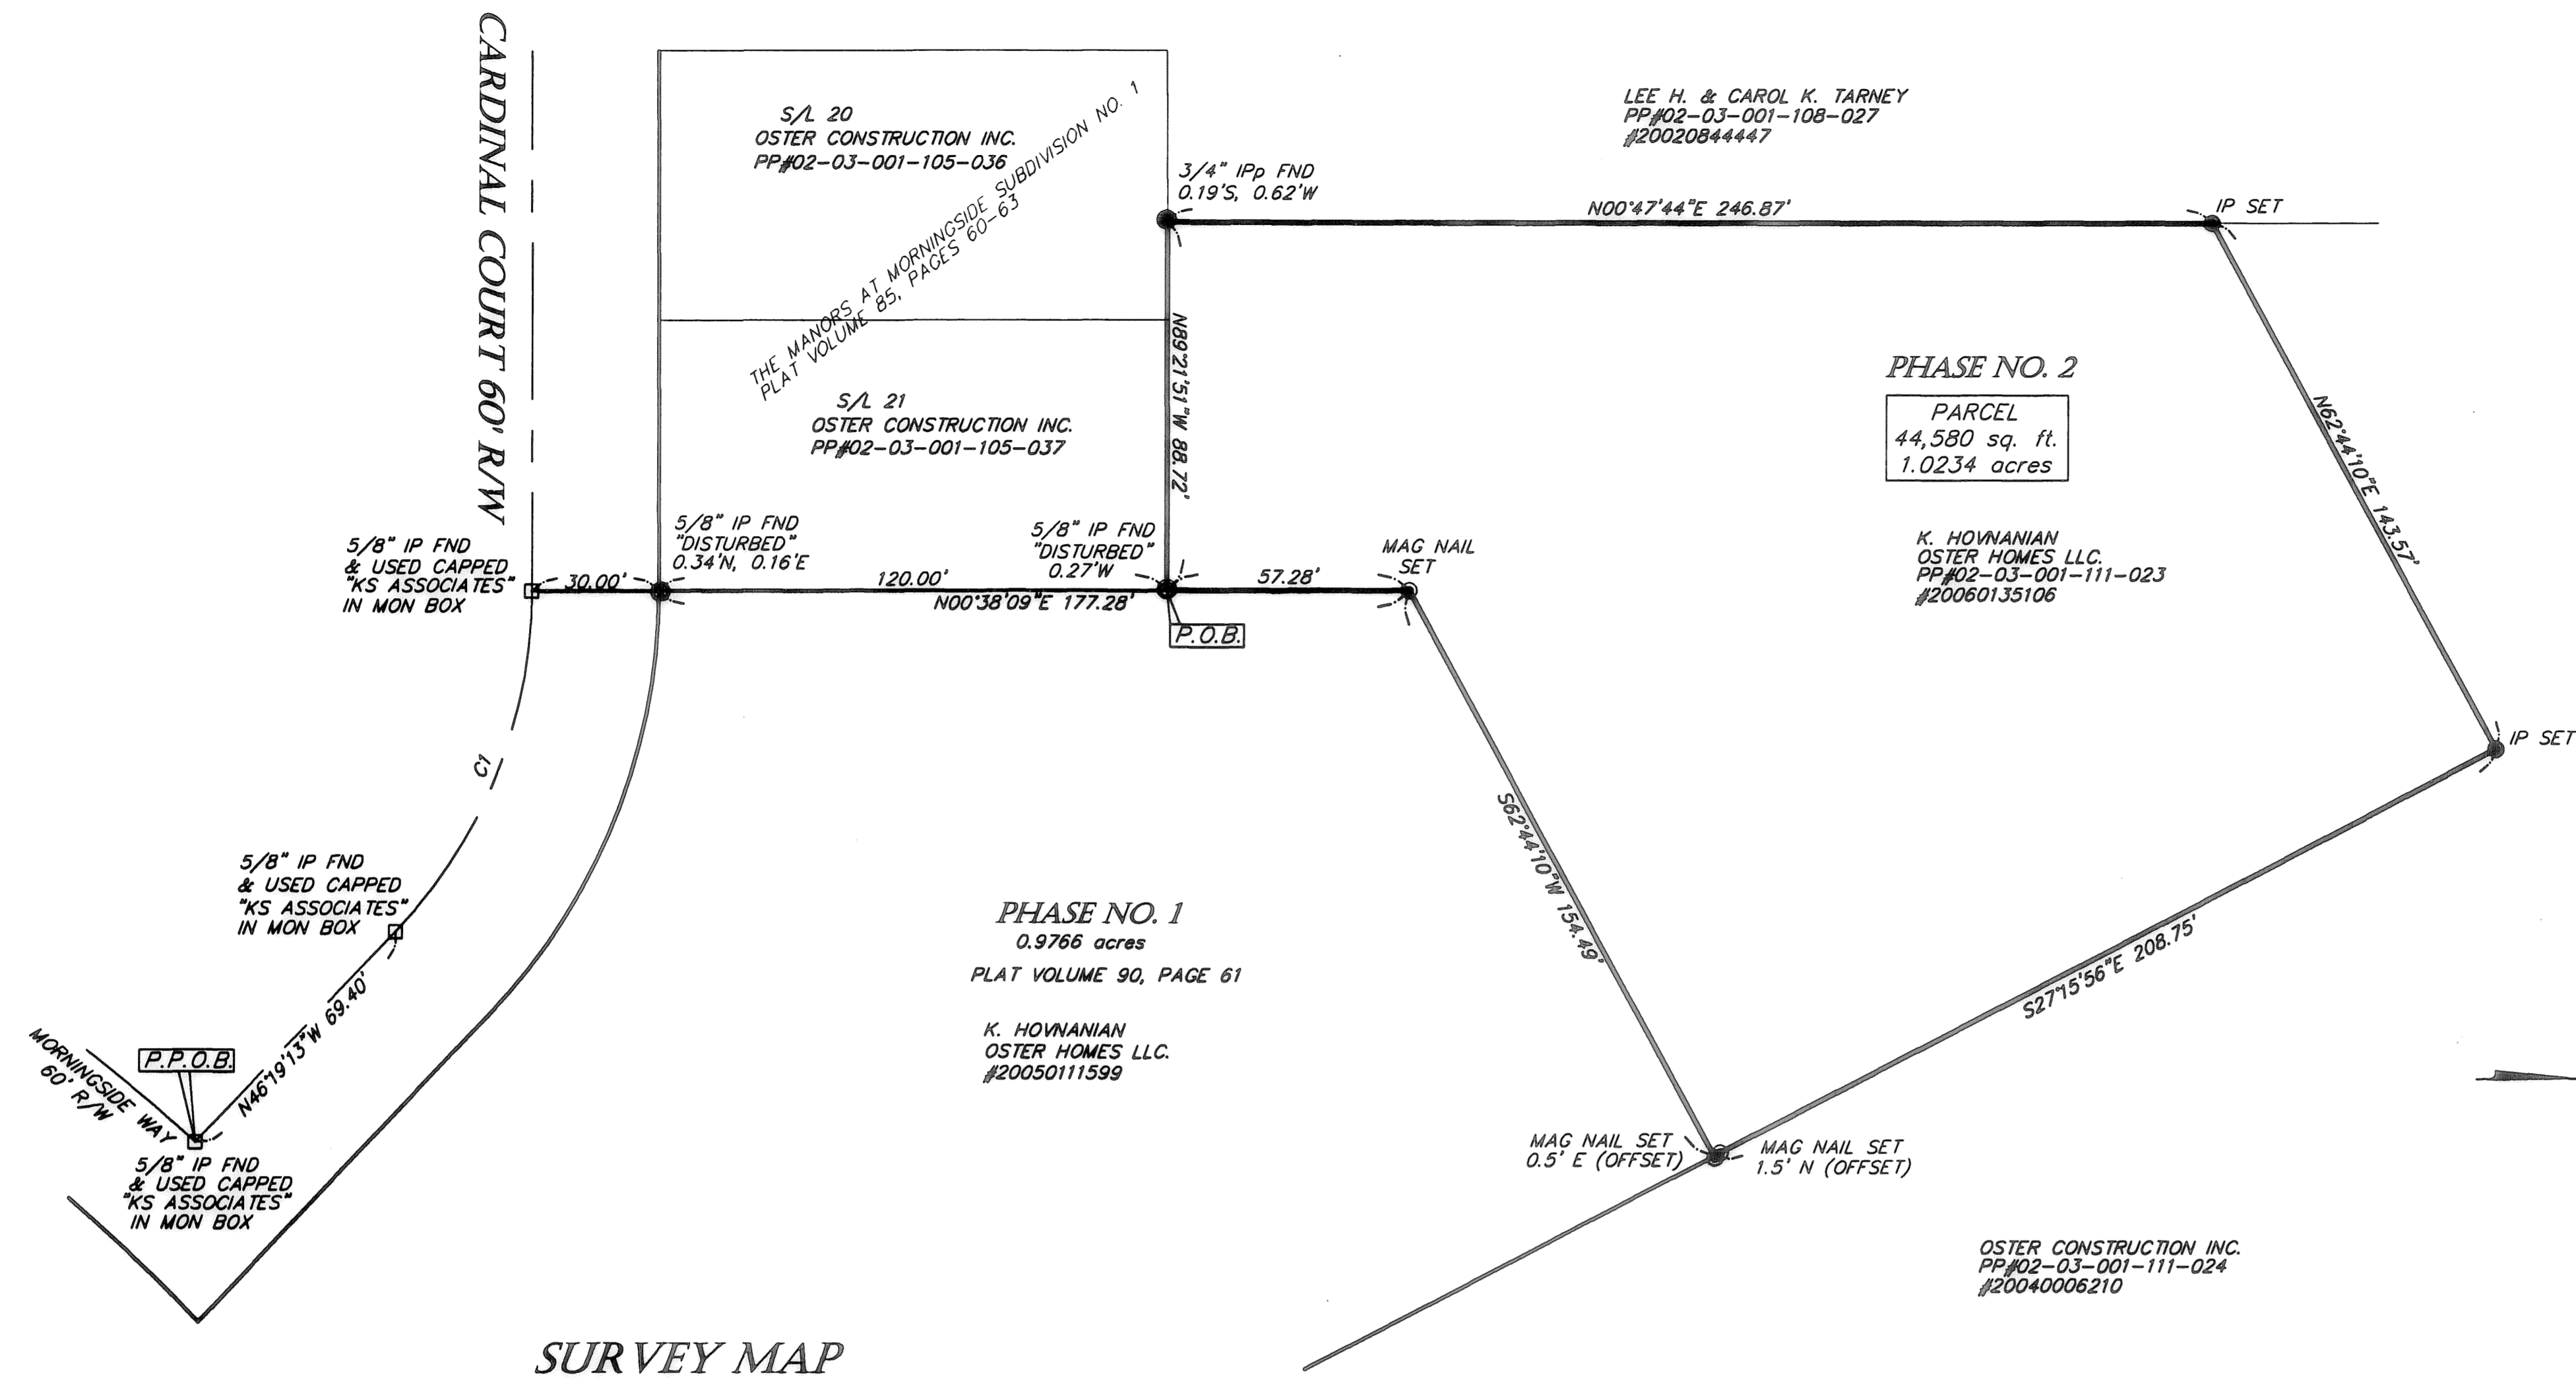 CARDINAL COURT 60' R/W
S/L 20
OSTER CONSTRUCTION INC.
PP#02-03-001-105-036
THE MANORS AT MORNINGSIDE SUBDIVISION NO. 1
PLAT VOLUME 85, PAGES 60-63
LEE H. & CAROL K. TARNEY
PP#02-03-001-108-027
#20020844447
3/4" IPp FND
0.19'S, 0.62'W
N00°47'44"E 246.87'
IP SET
N89°21'51"W 88.72'
S/L 21
OSTER CONSTRUCTION INC.
PP#02-03-001-105-037
PHASE NO. 2
PARCEL
44,580 sq. ft.
1.0234 acres
N62°44'10"E 143.57'
K. HOVNANIAN
OSTER HOMES LLC.
PP#02-03-001-111-023
#20060135106
5/8" IP FND
& USED CAPPED
"KS ASSOCIATES"
IN MON BOX
30.00'
5/8" IP FND
"DISTURBED"
0.34'N, 0.16'E
120.00'
5/8" IP FND
"DISTURBED"
0.27'W
N00°38'09"E 177.28'
57.28'
MAG NAIL
SET
P.O.B.
IP SET
C1
S62°44'10"W 154.49'
5/8" IP FND
& USED CAPPED
"KS ASSOCIATES"
IN MON BOX
PHASE NO. 1
0.9766 acres
PLAT VOLUME 90, PAGE 61
K. HOVNANIAN
OSTER HOMES LLC.
#20050111599
S27°15'56"E 208.75'
N46°19'13"W 69.40'
MORNINGSIDE WAY
60' R/W
P.P.O.B.
5/8" IP FND
& USED CAPPED
"KS ASSOCIATES"
IN MON BOX
MAG NAIL SET
0.5' E (OFFSET)
MAG NAIL SET
1.5' N (OFFSET)
OSTER CONSTRUCTION INC.
PP#02-03-001-111-024
#20040006210
SURVEY MAP